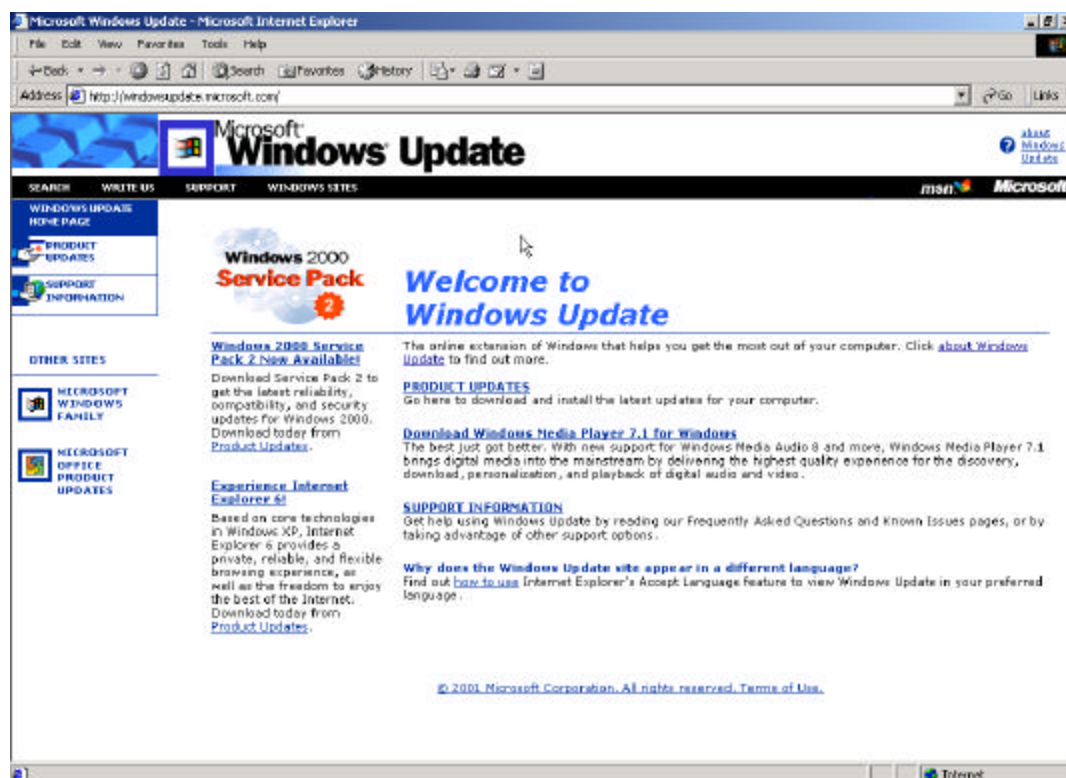 Microsoft Windows Update - Microsoft Internet Explorer
File Edit View Favorites Tools Help
Back Search Favorites History
Address http://windowsupdate.microsoft.com/ Go Links
Microsoft
Windows Update
about
Windows
Update
SEARCH WRITE US SUPPORT WINDOWS SITES msn Microsoft
WINDOWS UPDATE
HOME PAGE
PRODUCT
UPDATES
SUPPORT
INFORMATION
OTHER SITES
MICROSOFT
WINDOWS
FAMILY
MICROSOFT
OFFICE
PRODUCT
UPDATES
Windows 2000
Service Pack
2
Windows 2000 Service
Pack 2 Now Available!
Download Service Pack 2 to
get the latest reliability,
compatibility, and security
updates for Windows 2000.
Download today from
Product Updates.
Experience Internet
Explorer 6!
Based on core technologies
in Windows XP, Internet
Explorer 6 provides a
private, reliable, and flexible
browsing experience, as
well as the freedom to enjoy
the best of the Internet.
Download today from
Product Updates.
Welcome to
Windows Update
The online extension of Windows that helps you get the most out of your computer. Click about Windows
Update to find out more.
PRODUCT UPDATES
Go here to download and install the latest updates for your computer.
Download Windows Media Player 7.1 for Windows
The best just got better. With new support for Windows Media Audio 8 and more, Windows Media Player 7.1
brings digital media into the mainstream by delivering the highest quality experience for the discovery,
download, personalization, and playback of digital audio and video.
SUPPORT INFORMATION
Get help using Windows Update by reading our Frequently Asked Questions and Known Issues pages, or by
taking advantage of other support options.
Why does the Windows Update site appear in a different language?
Find out how to use Internet Explorer's Accept Language feature to view Windows Update in your preferred
language.
© 2001 Microsoft Corporation. All rights reserved. Terms of Use.
Internet